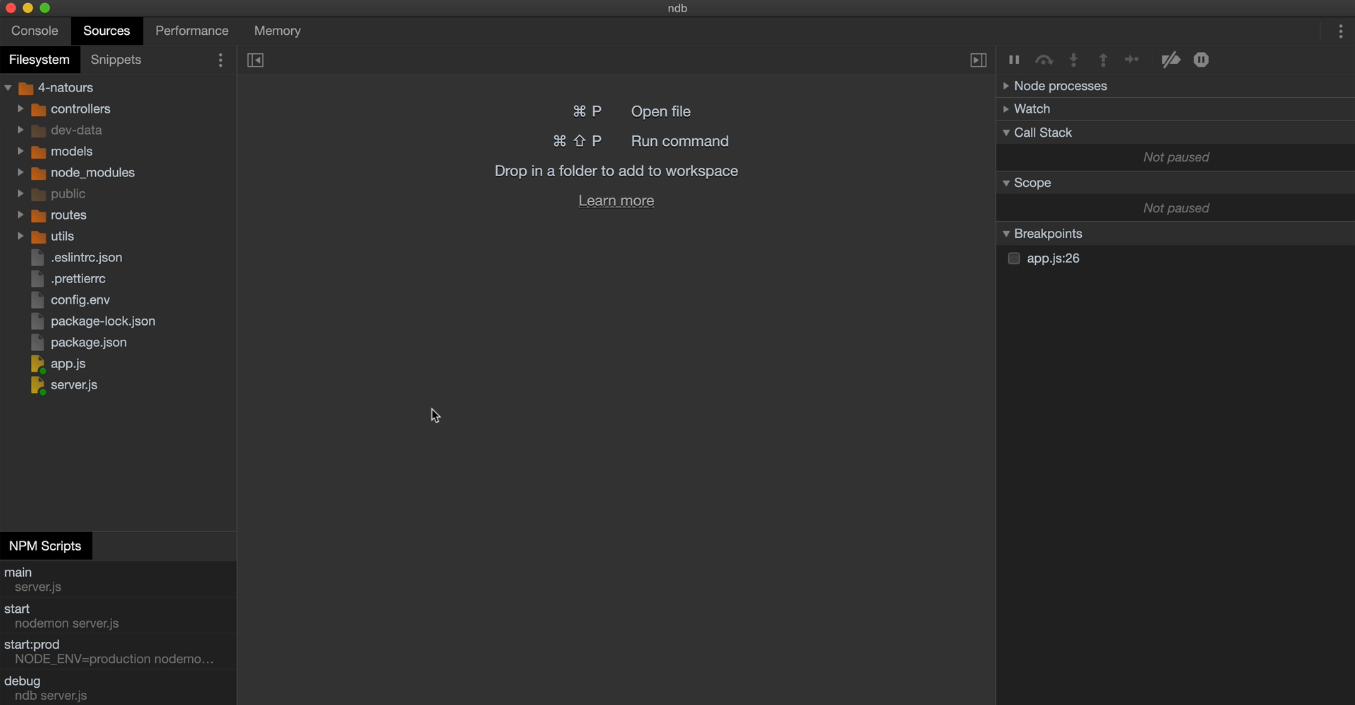 ndb
Console Sources Performance Memory
Filesystem Snippets
4-natours
controllers
dev-data
models
node_modules
public
routes
utils
.eslintrc.json
.prettierrc
config.env
package-lock.json
package.json
app.js
server.js
NPM Scripts
main
server.js
start
nodemon server.js
start:prod
NODE_ENV=production nodemo…
debug
ndb server.js
⌘ P Open file
⌘ ⇧ P Run command
Drop in a folder to add to workspace
Learn more
Node processes
Watch
Call Stack
Not paused
Scope
Not paused
Breakpoints
app.js:26